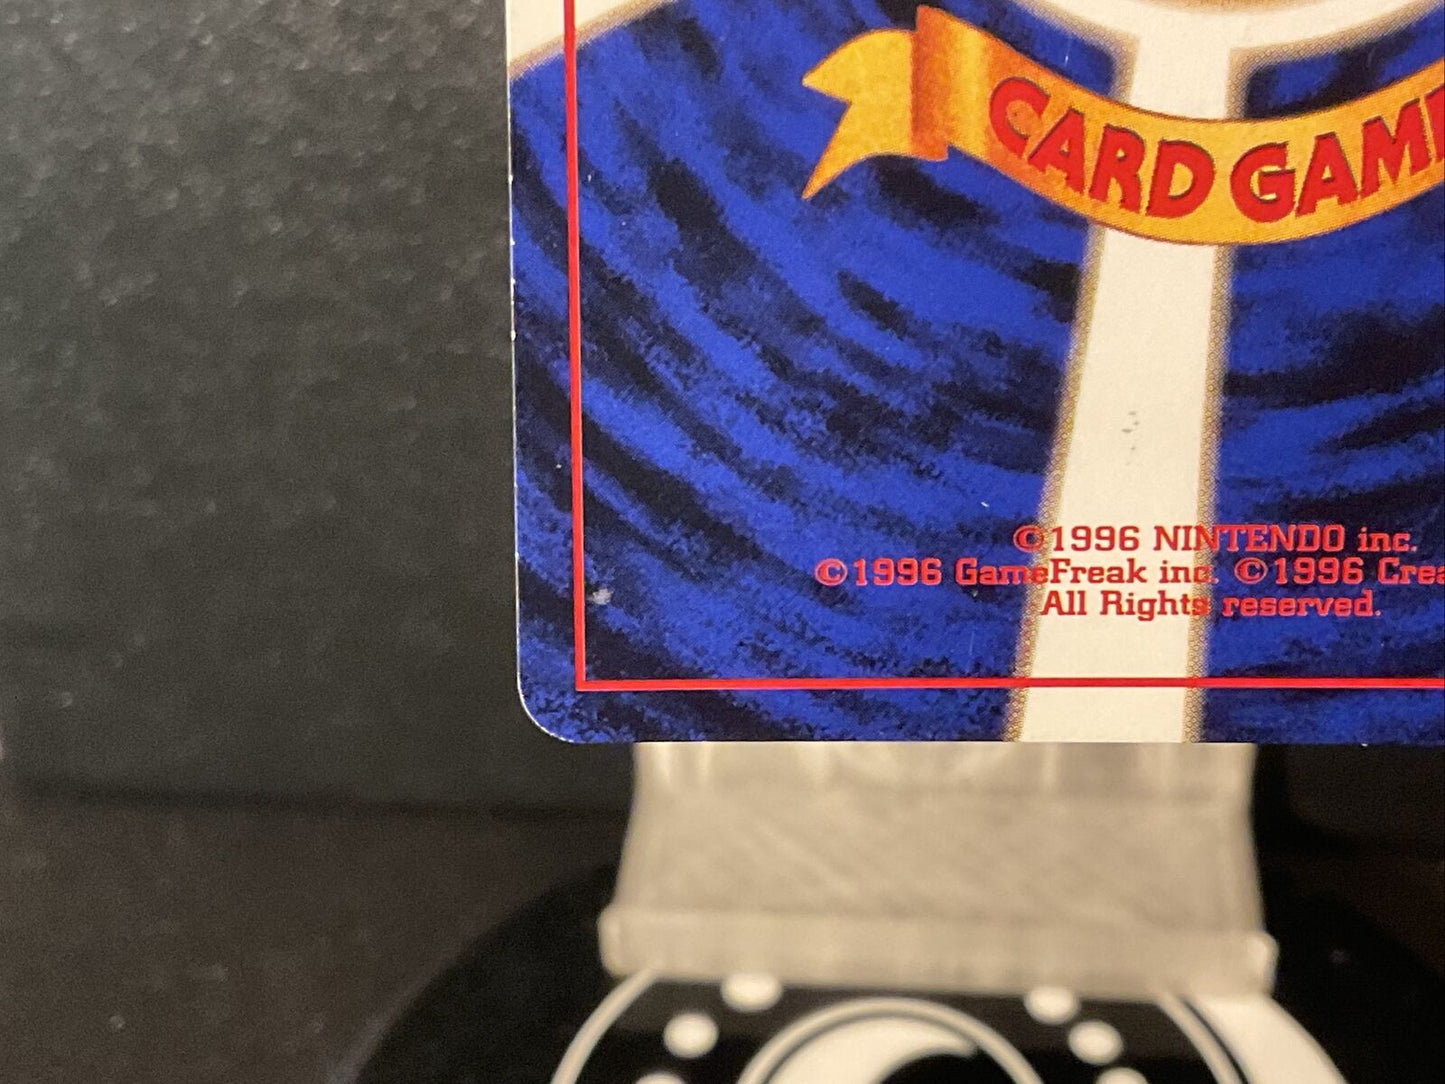 CARD GAM
©1996 NINTENDO inc.
©1996 GameFreak inc. ©1996 Crea
All Rights reserved.